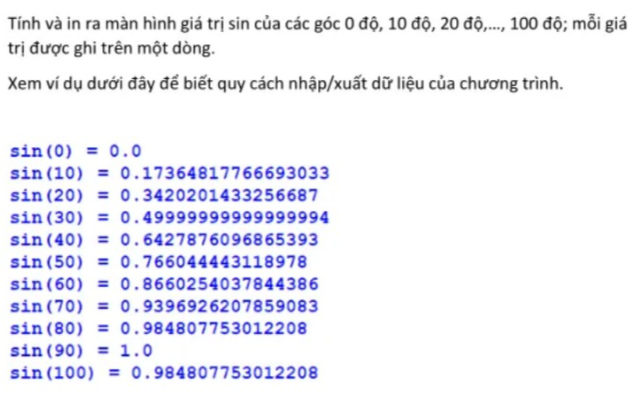 Tính và in ra màn hình giá trị sin của các góc 0 độ, 10 độ, 20 độ,..., 100 độ; mỗi giá
trị được ghi trên một dòng.
Xem ví dụ dưới đây để biết quy cách nhập/xuất dữ liệu của chương trình.
sin(0) = 0.0
sin(10) = 0.17364817766693033
sin(20) = 0.3420201433256687
sin(30) = 0.49999999999999994
sin(40) = 0.6427876096865393
sin(50) = 0.766044443118978
sin(60) = 0.8660254037844386
sin(70) = 0.9396926207859083
sin(80) = 0.984807753012208
sin(90) = 1.0
sin(100) = 0.984807753012208